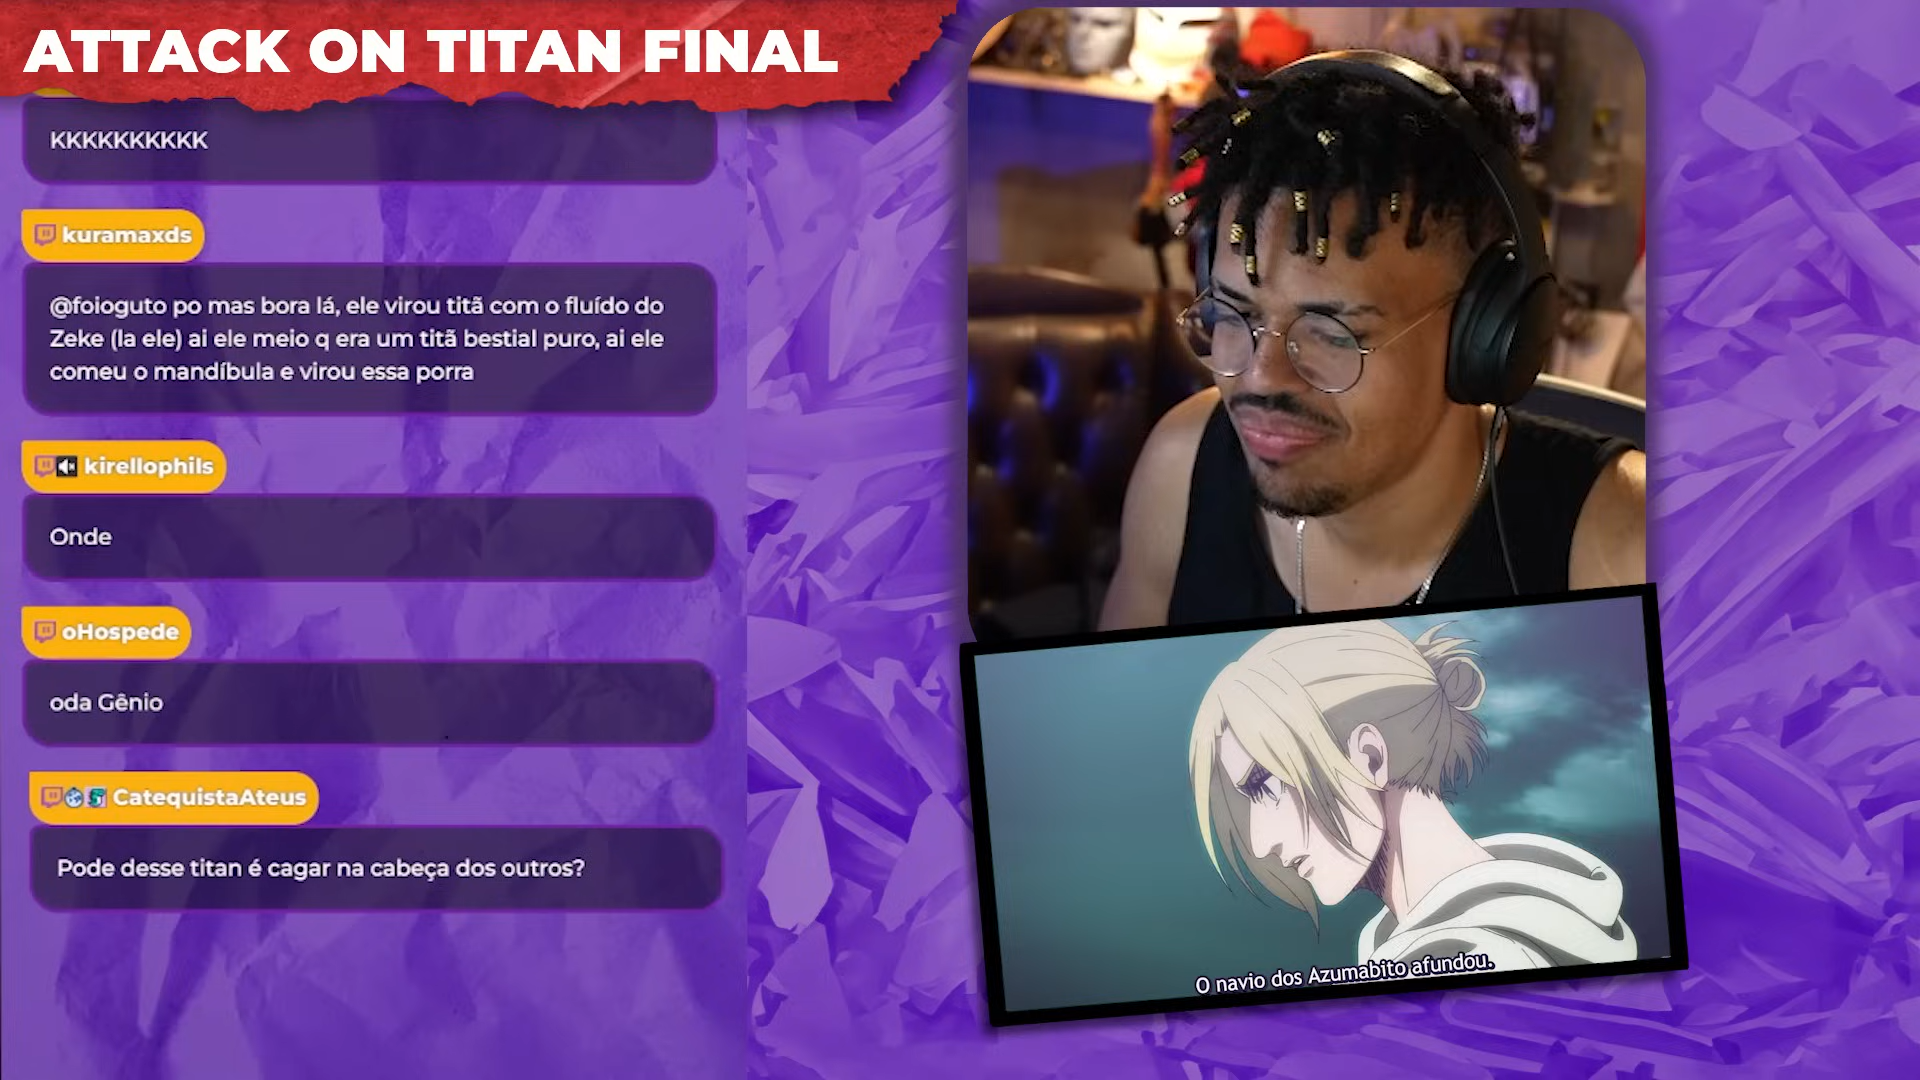 ATTACK ON TITAN FINAL
KKKKKKKKKK
kuramaxds
@foioguto po mas bora lá, ele virou titã com o fluído do
Zeke (la ele) ai ele meio q era um titã bestial puro, ai ele
comeu o mandíbula e virou essa porra
kirellophils
Onde
oHospede
oda Gênio
CatequistaAteus
Pode desse titan é cagar na cabeça dos outros?
O navio dos Azumabito afundou.